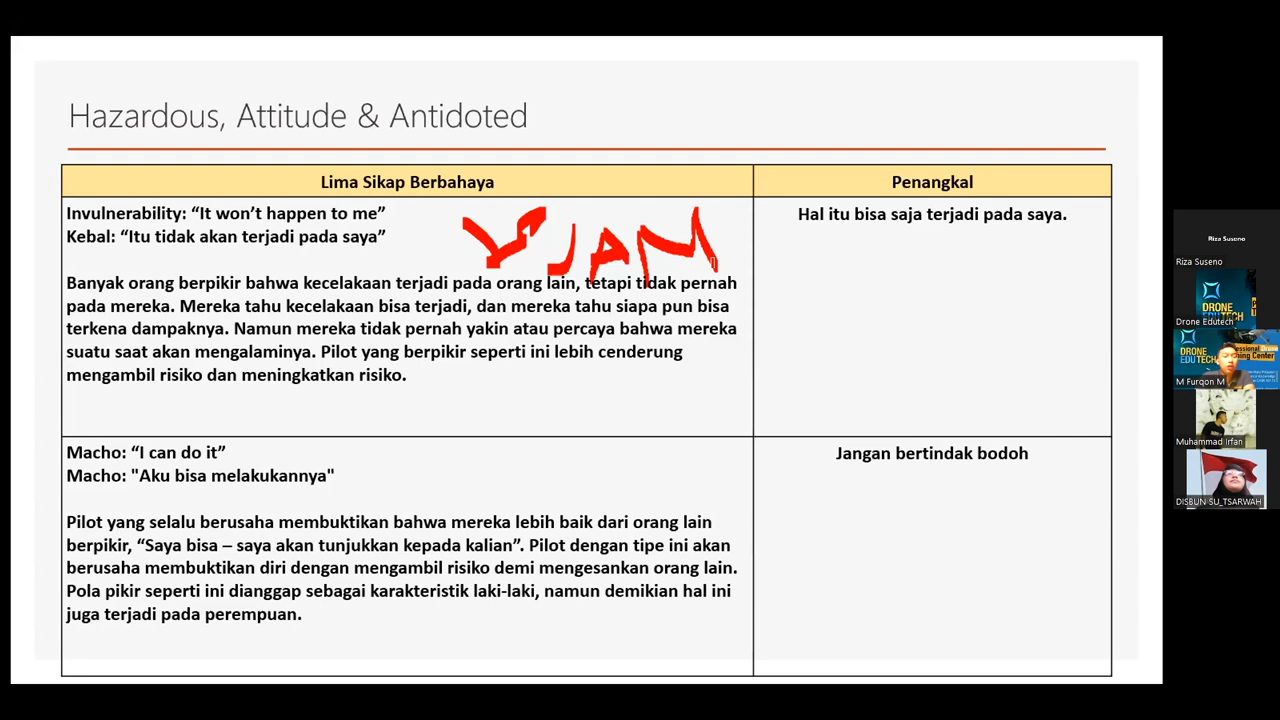 Hazardous, Attitude & Antidoted
Lima Sikap Berbahaya
Penangkal
Invulnerability: “It won’t happen to me”
Kebal: “Itu tidak akan terjadi pada saya”
Hal itu bisa saja terjadi pada saya.
JAM
Banyak orang berpikir bahwa kecelakaan terjadi pada orang lain, tetapi tidak pernah
pada mereka. Mereka tahu kecelakaan bisa terjadi, dan mereka tahu siapa pun bisa
terkena dampaknya. Namun mereka tidak pernah yakin atau percaya bahwa mereka
suatu saat akan mengalaminya. Pilot yang berpikir seperti ini lebih cenderung
mengambil risiko dan meningkatkan risiko.
Macho: “I can do it”
Macho: "Aku bisa melakukannya"
Jangan bertindak bodoh
Pilot yang selalu berusaha membuktikan bahwa mereka lebih baik dari orang lain
berpikir, “Saya bisa – saya akan tunjukkan kepada kalian”. Pilot dengan tipe ini akan
berusaha membuktikan diri dengan mengambil risiko demi mengesankan orang lain.
Pola pikir seperti ini dianggap sebagai karakteristik laki-laki, namun demikian hal ini
juga terjadi pada perempuan.
Riza Suseno
Riza Suseno
DRONE
EDUTECH
Drone Edutech
DRONE
EDUTECH
M Furqon M
Muhammad Irfan
DISBUN SU_TSARWAH